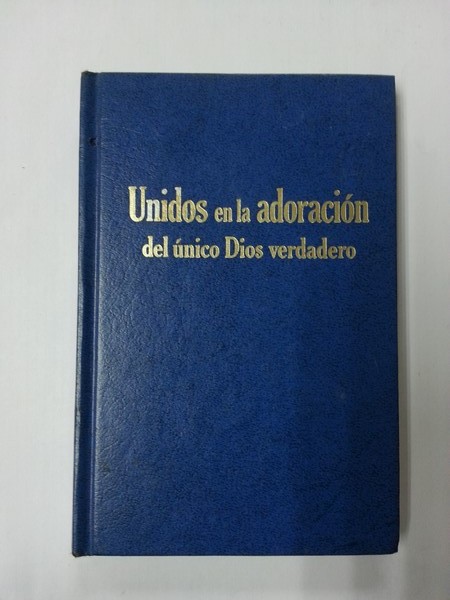 Unidos en la adoración
del único Dios verdadero